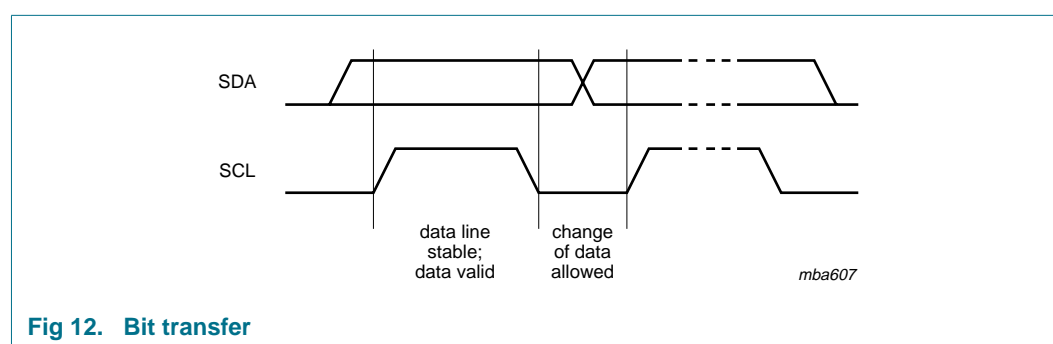 SDA
SCL
data line
stable;
data valid
change
of data
allowed
mba607
Fig 12. Bit transfer